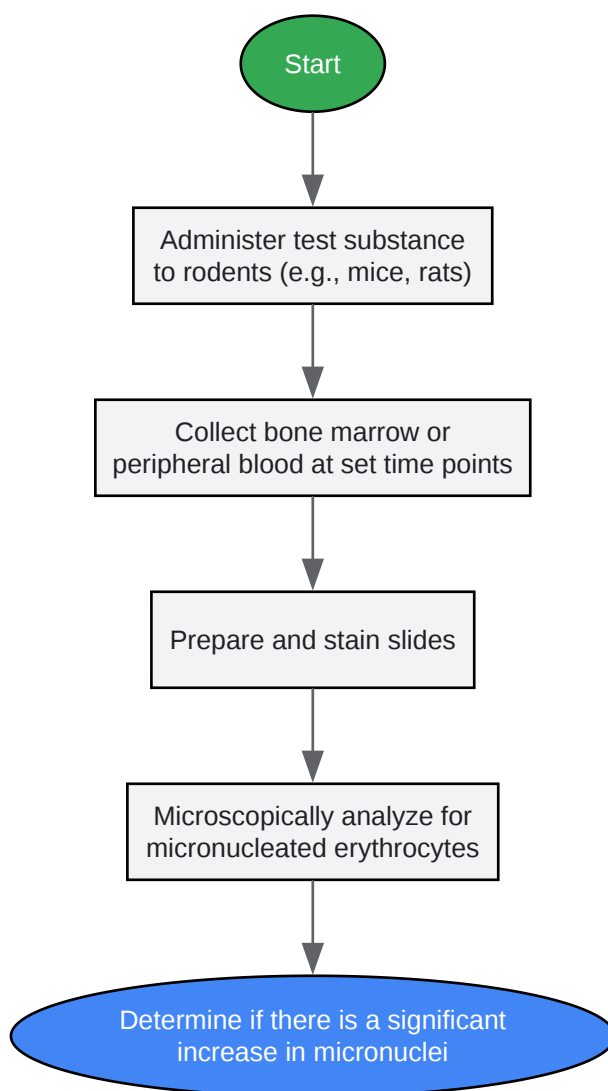 Start
Administer test substance
to rodents (e.g., mice, rats)
Collect bone marrow or
peripheral blood at set time points
Prepare and stain slides
Microscopically analyze for
micronucleated erythrocytes
Determine if there is a significant
increase in micronuclei